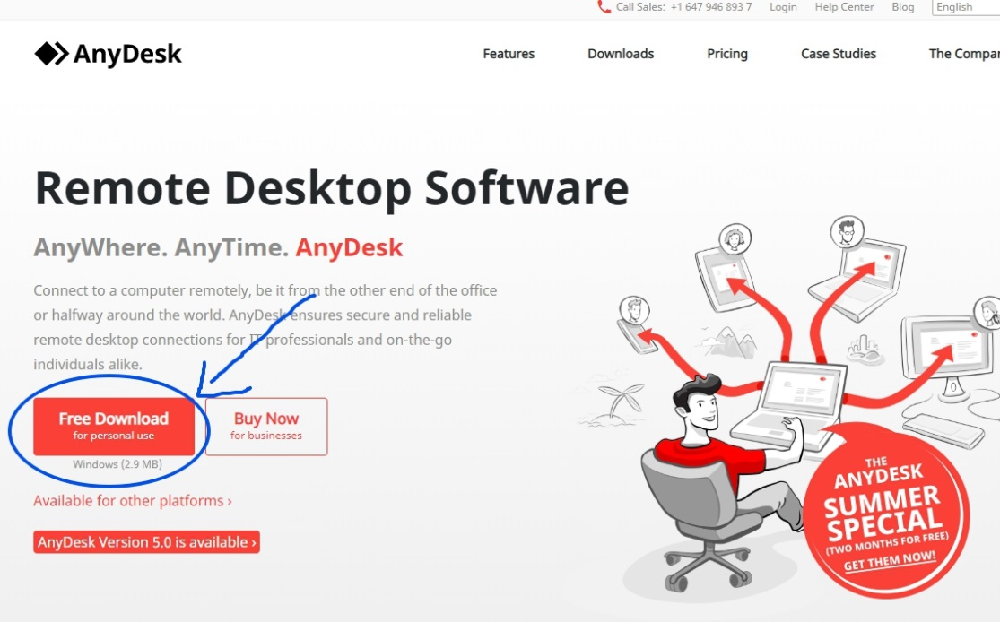 Call Sales: +1 647 946 893 7 Login Help Center Blog English
AnyDesk Features Downloads Pricing Case Studies The Compan
Remote Desktop Software
AnyWhere. AnyTime. AnyDesk
Connect to a computer remotely, be it from the other end of the office
or halfway around the world. AnyDesk ensures secure and reliable
remote desktop connections for IT professionals and on-the-go
individuals alike.
Free Download
for personal use
Windows (2.9 MB)
Buy Now
for businesses
Available for other platforms ›
AnyDesk Version 5.0 is available ›
THE
ANYDESK
SUMMER
SPECIAL
(TWO MONTHS FOR FREE)
GET THEM NOW!